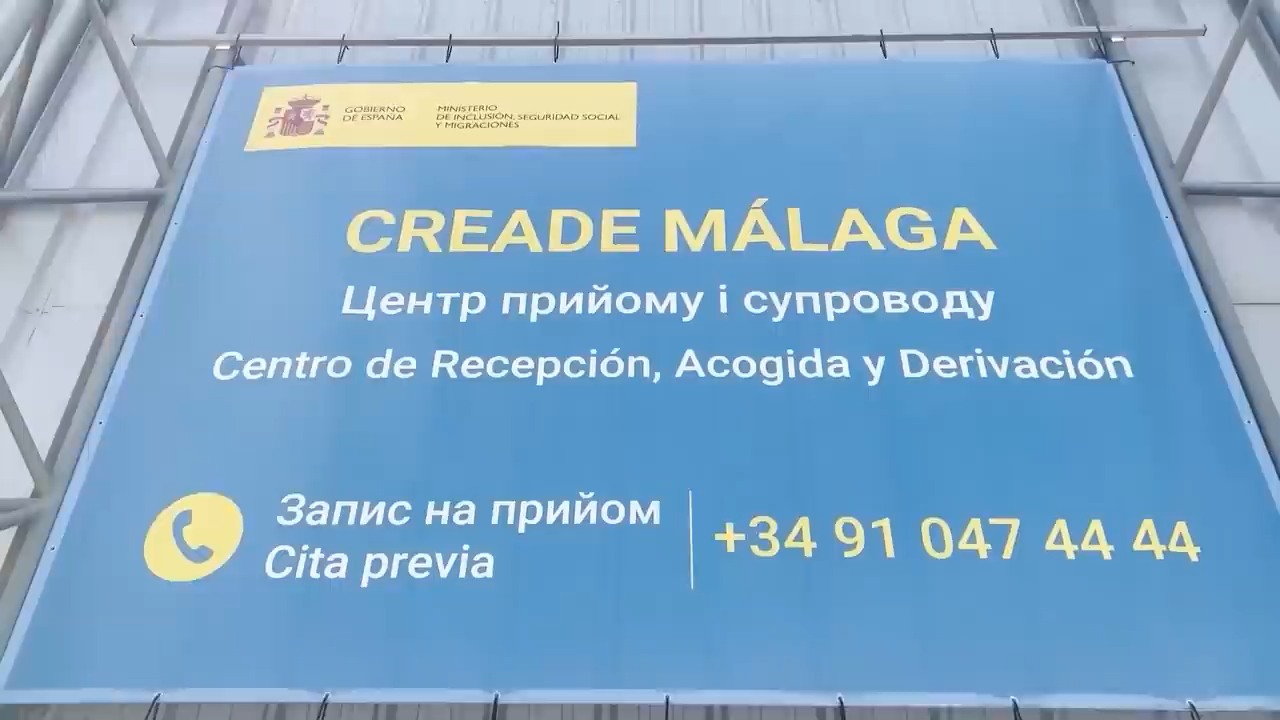 GOBIERNO
DE ESPAÑA
MINISTERIO
DE INCLUSIÓN, SEGURIDAD SOCIAL
Y MIGRACIONES
CREADE MÁLAGA
Центр прийому і супроводу
Centro de Recepción, Acogida y Derivación
Запис на прийом
Cita previa
+34 91 047 44 44